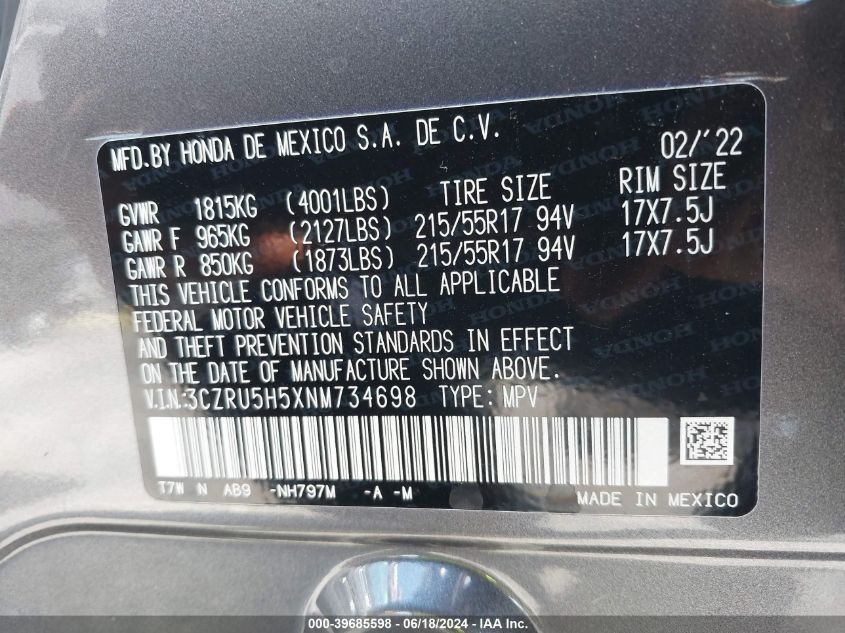 MFD.BY HONDA DE MEXICO S.A. DE C.V. 02/'22
GVWR 1815KG (4001LBS) TIRE SIZE RIM SIZE
GAWR F 965KG (2127LBS) 215/55R17 94V 17X7.5J
GAWR R 850KG (1873LBS) 215/55R17 94V 17X7.5J
THIS VEHICLE CONFORMS TO ALL APPLICABLE
FEDERAL MOTOR VEHICLE SAFETY
AND THEFT PREVENTION STANDARDS IN EFFECT
ON THE DATE OF MANUFACTURE SHOWN ABOVE.
V.I.N.:3CZRU5H5XNM734698 TYPE: MPV
T7W N AB9 -NH797M -A -M
MADE IN MEXICO
000-39685598 - 06/18/2024 - IAA Inc.